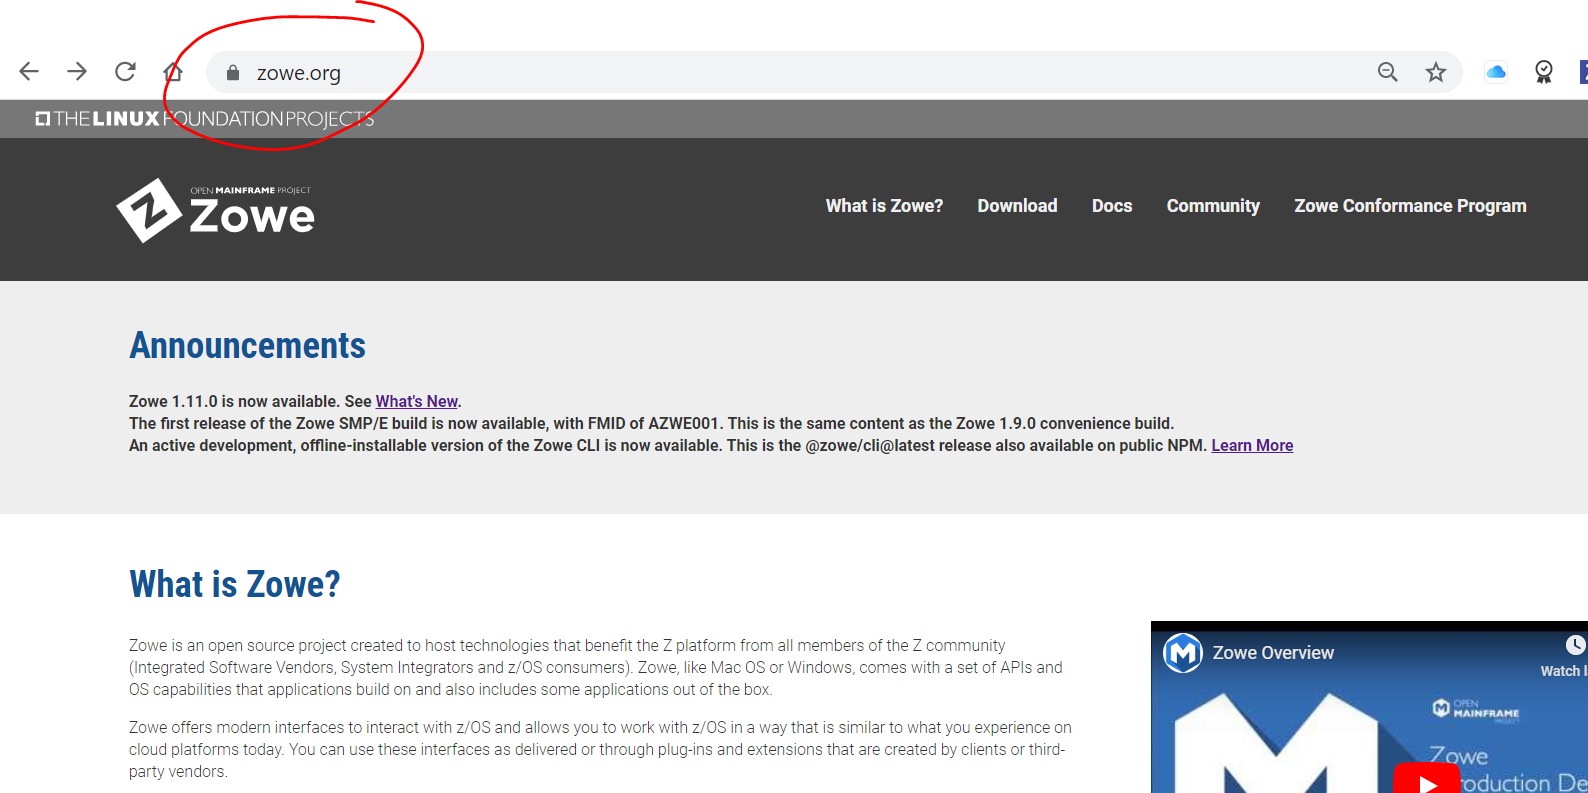 zowe.org
THE LINUX FOUNDATION PROJECTS
OPEN MAINFRAME PROJECT
Zowe
What is Zowe? Download Docs Community Zowe Conformance Program
Announcements
Zowe 1.11.0 is now available. See What's New.
The first release of the Zowe SMP/E build is now available, with FMID of AZWE001. This is the same content as the Zowe 1.9.0 convenience build.
An active development, offline-installable version of the Zowe CLI is now available. This is the @zowe/cli@latest release also available on public NPM. Learn More
What is Zowe?
Zowe is an open source project created to host technologies that benefit the Z platform from all members of the Z community
(Integrated Software Vendors, System Integrators and z/OS consumers). Zowe, like Mac OS or Windows, comes with a set of APIs and
OS capabilities that applications build on and also includes some applications out of the box.
Zowe offers modern interfaces to interact with z/OS and allows you to work with z/OS in a way that is similar to what you experience on
cloud platforms today. You can use these interfaces as delivered or through plug-ins and extensions that are created by clients or third-
party vendors.
Zowe Overview
Watch
OPEN
MAINFRAME
PROJECT
Zowe